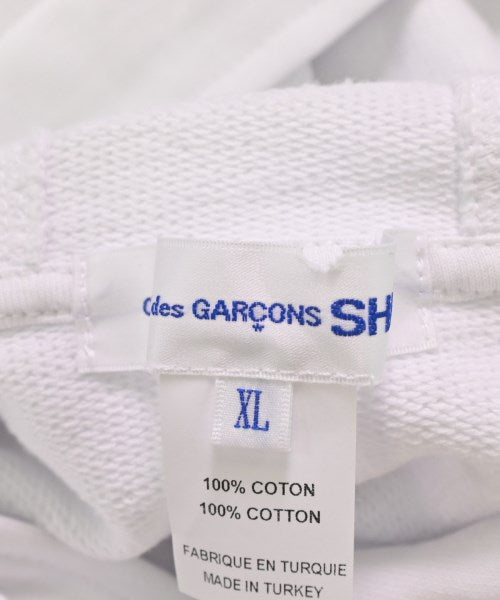 des GARÇONS SH
XL
100% COTON
100% COTTON
FABRIQUE EN TURQUIE
MADE IN TURKEY